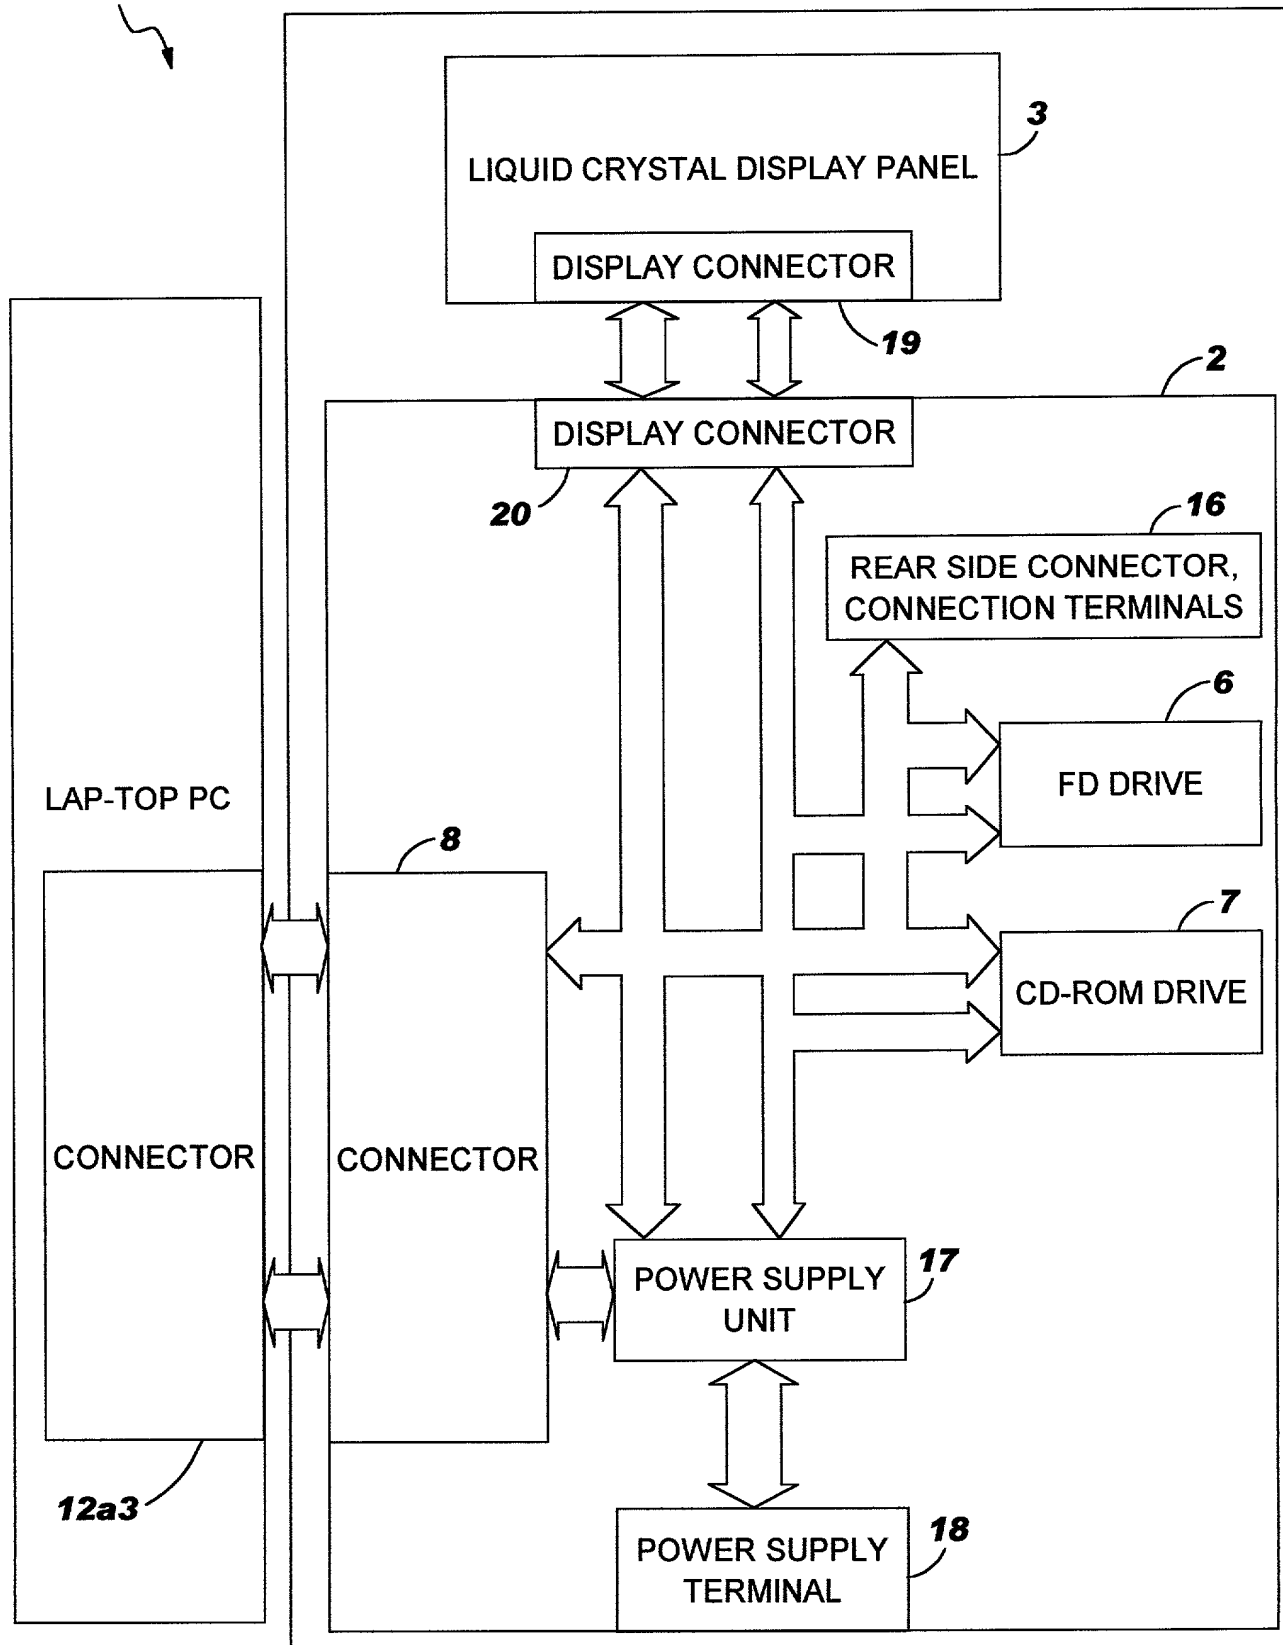 3
LIQUID CRYSTAL DISPLAY PANEL
DISPLAY CONNECTOR
19
2
DISPLAY CONNECTOR
20
16
REAR SIDE CONNECTOR,
CONNECTION TERMINALS
6
FD DRIVE
LAP-TOP PC
8
7
CD-ROM DRIVE
CONNECTOR
CONNECTOR
17
POWER SUPPLY
UNIT
12a3
18
POWER SUPPLY
TERMINAL